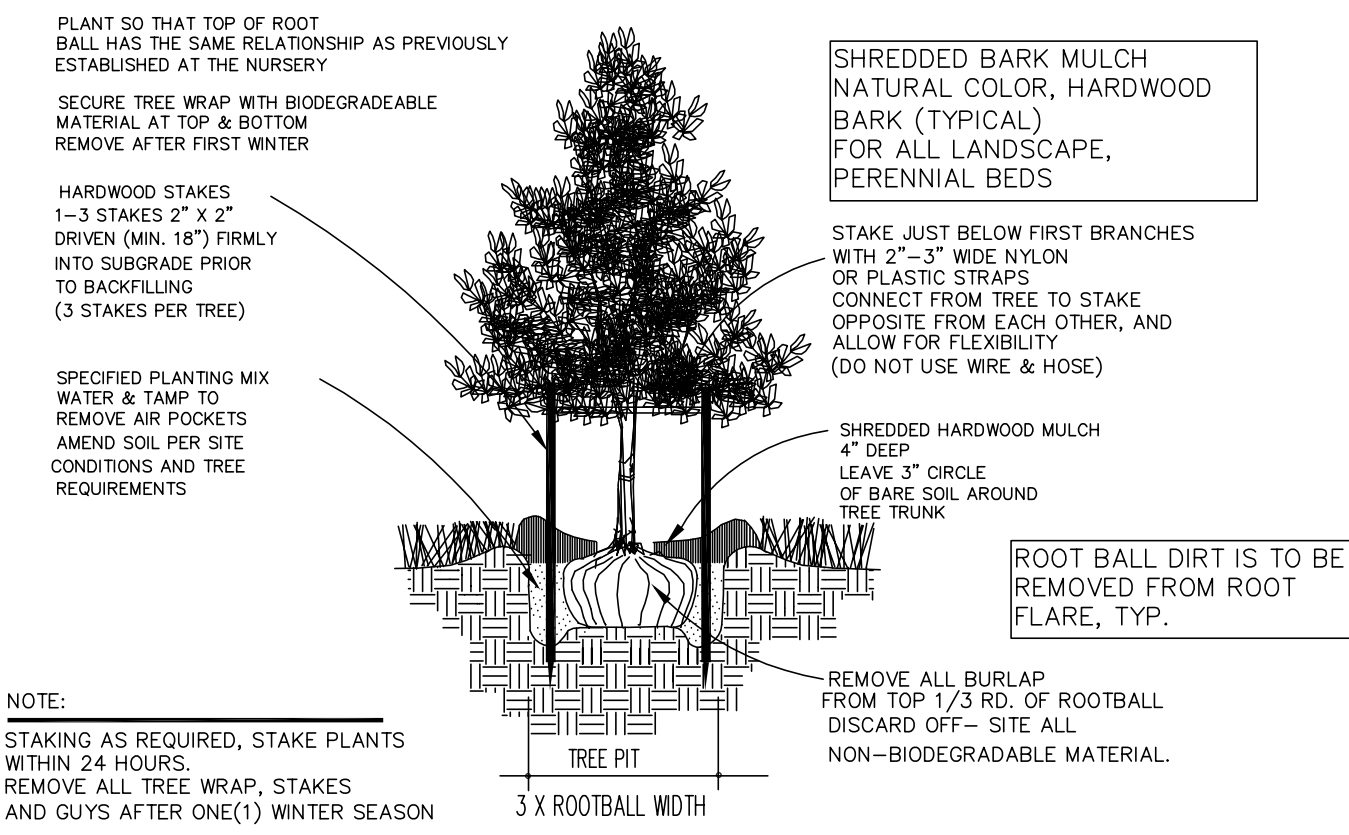 PLANT SO THAT TOP OF ROOT
BALL HAS THE SAME RELATIONSHIP AS PREVIOUSLY
ESTABLISHED AT THE NURSERY
SECURE TREE WRAP WITH BIODEGRADEABLE
MATERIAL AT TOP & BOTTOM
REMOVE AFTER FIRST WINTER
HARDWOOD STAKES
1-3 STAKES 2" X 2"
DRIVEN (MIN. 18") FIRMLY
INTO SUBGRADE PRIOR
TO BACKFILLING
(3 STAKES PER TREE)
SPECIFIED PLANTING MIX
WATER & TAMP TO
REMOVE AIR POCKETS
AMEND SOIL PER SITE
CONDITIONS AND TREE
REQUIREMENTS
SHREDDED BARK MULCH
NATURAL COLOR, HARDWOOD
BARK (TYPICAL)
FOR ALL LANDSCAPE,
PERENNIAL BEDS
STAKE JUST BELOW FIRST BRANCHES
WITH 2"-3" WIDE NYLON
OR PLASTIC STRAPS
CONNECT FROM TREE TO STAKE
OPPOSITE FROM EACH OTHER, AND
ALLOW FOR FLEXIBILITY
(DO NOT USE WIRE & HOSE)
SHREDDED HARDWOOD MULCH
4" DEEP
LEAVE 3" CIRCLE
OF BARE SOIL AROUND
TREE TRUNK
ROOT BALL DIRT IS TO BE
REMOVED FROM ROOT
FLARE, TYP.
REMOVE ALL BURLAP
FROM TOP 1/3 RD. OF ROOTBALL
DISCARD OFF- SITE ALL
NON-BIODEGRADABLE MATERIAL.
NOTE:
STAKING AS REQUIRED, STAKE PLANTS
WITHIN 24 HOURS.
REMOVE ALL TREE WRAP, STAKES
AND GUYS AFTER ONE(1) WINTER SEASON
TREE PIT
3 X ROOTBALL WIDTH